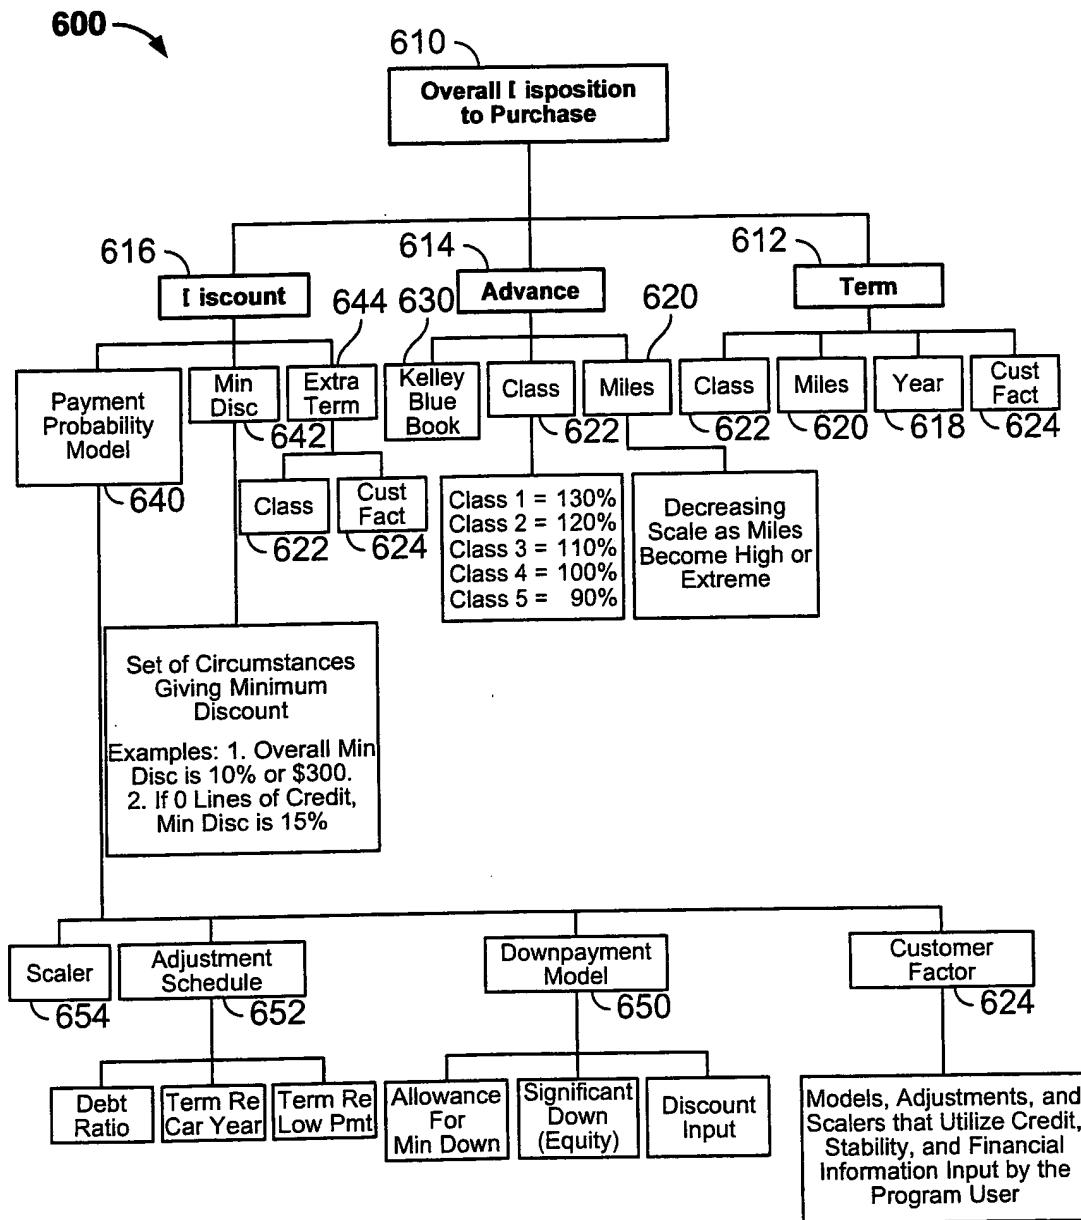 600
610
Overall Disposition
to Purchase
616
Discount
614
Advance
612
Term
644
630
620
Payment
Probability
Model
640
Min
Disc
642
Extra
Term
Kelley
Blue
Book
Class
622
Miles
Class
622
Miles
620
Year
618
Cust
Fact
624
Class
622
Cust
Fact
624
Class 1 = 130%
Class 2 = 120%
Class 3 = 110%
Class 4 = 100%
Class 5 = 90%
Decreasing
Scale as Miles
Become High or
Extreme
Set of Circumstances
Giving Minimum
Discount
Examples: 1. Overall Min
Disc is 10% or $300.
2. If 0 Lines of Credit,
Min Disc is 15%
Scaler
654
Adjustment
Schedule
652
Downpayment
Model
650
Customer
Factor
624
Debt
Ratio
Term Re
Car Year
Term Re
Low Pmt
Allowance
For
Min Down
Significant
Down
(Equity)
Discount
Input
Models, Adjustments, and
Scalers that Utilize Credit,
Stability, and Financial
Information Input by the
Program User